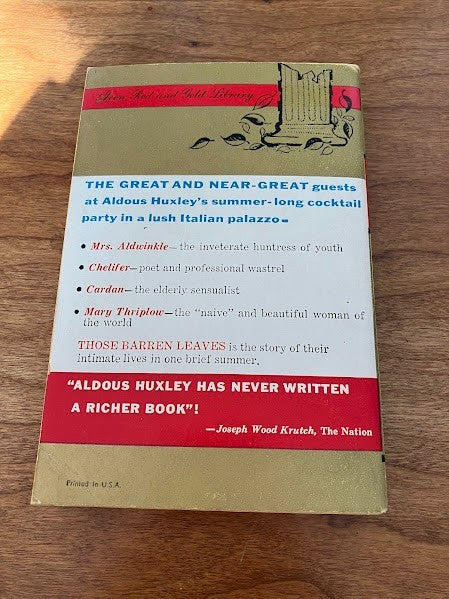 Avon Red and Gold Library
THE GREAT AND NEAR-GREAT guests
at Aldous Huxley's summer-long cocktail
party in a lush Italian palazzo—
• Mrs. Aldwinkle—the inveterate huntress of youth
• Chelifer—poet and professional wastrel
• Cardan—the elderly sensualist
• Mary Thriplow—the "naive" and beautiful woman of
the world
THOSE BARREN LEAVES is the story of their
intimate lives in one brief summer.
"ALDOUS HUXLEY HAS NEVER WRITTEN
A RICHER BOOK"!
—Joseph Wood Krutch, The Nation
Printed in U.S.A.